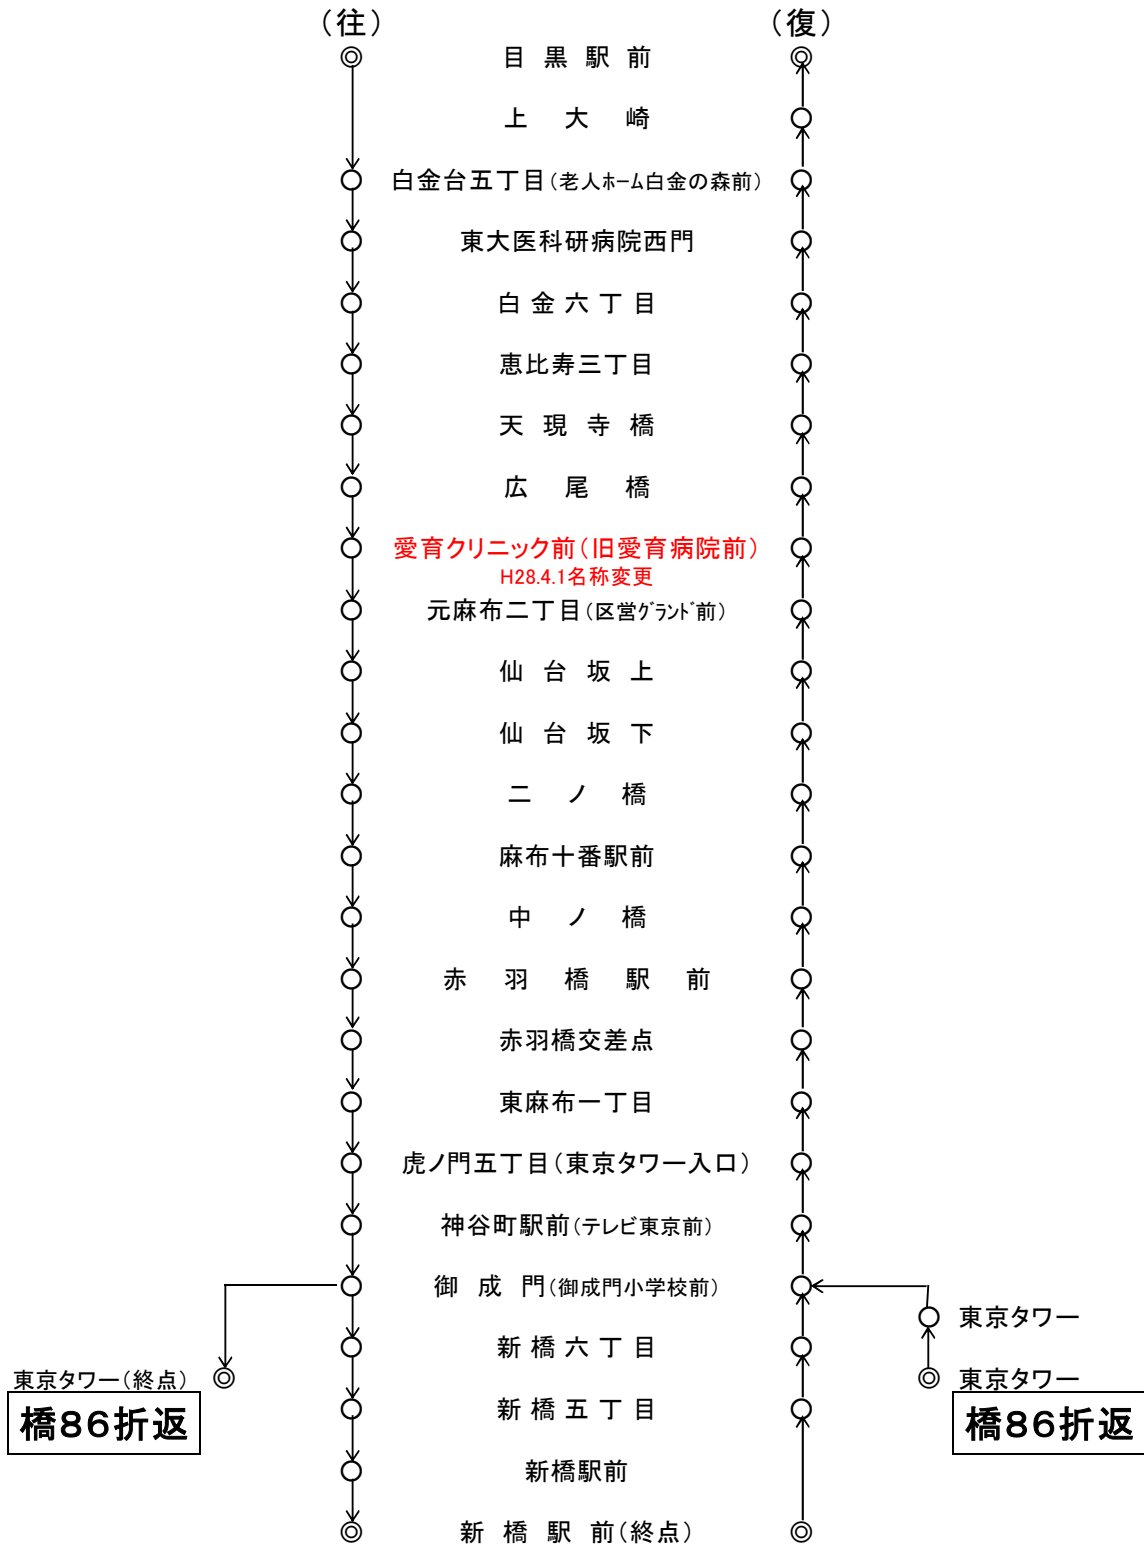 （往）　（復）
目黒駅前
上大崎
白金台五丁目（老人ホーム白金の森前）
東大医科研病院西門
白金六丁目
恵比寿三丁目
天現寺橋
広尾橋
愛育クリニック前（旧愛育病院前）
H28.4.1名称変更
元麻布二丁目（区営グランド前）
仙台坂上
仙台坂下
二ノ橋
麻布十番駅前
中ノ橋
赤羽橋駅前
赤羽橋交差点
東麻布一丁目
虎ノ門五丁目（東京タワー入口）
神谷町駅前（テレビ東京前）
御成門（御成門小学校前）
東京タワー
新橋六丁目
東京タワー（終点）　東京タワー
橋86折返　新橋五丁目　橋86折返
新橋駅前
新橋駅前（終点）